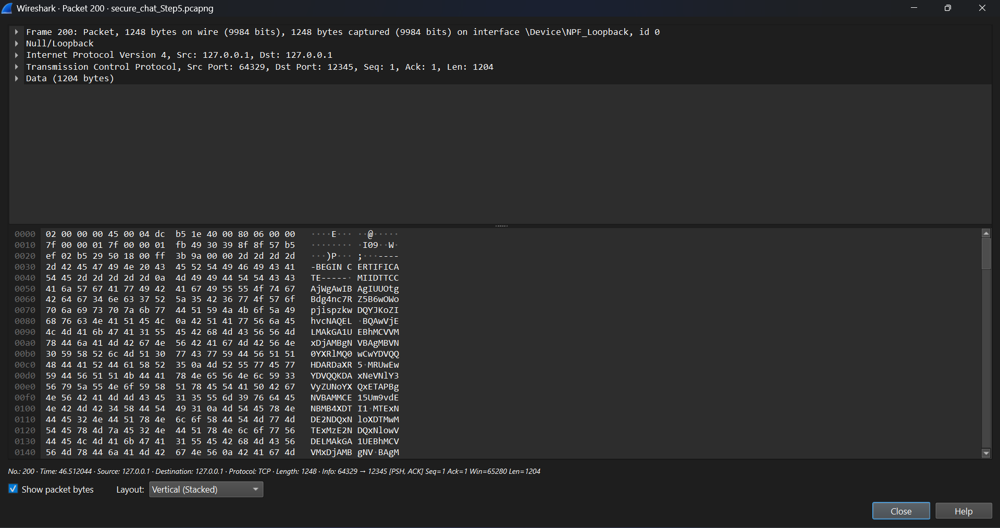 Wireshark · Packet 200 · secure_chat_Step5.pcapng
Frame 200: Packet, 1248 bytes on wire (9984 bits), 1248 bytes captured (9984 bits) on interface \Device\NPF_Loopback, id 0
Null/Loopback
Internet Protocol Version 4, Src: 127.0.0.1, Dst: 127.0.0.1
Transmission Control Protocol, Src Port: 64329, Dst Port: 12345, Seq: 1, Ack: 1, Len: 1204
Data (1204 bytes)
0000 02 00 00 00 45 00 04 dc b5 1e 40 00 80 06 00 00 ····E··· ··@·····
0010 7f 00 00 01 7f 00 00 01 fb 49 30 39 8f 8f 57 b5 ········ ·I09··W·
0020 ef 02 b5 29 50 18 00 ff 3b 9a 00 00 2d 2d 2d 2d ···)P··· ;···----
0030 2d 42 45 47 49 4e 20 43 45 52 54 49 46 49 43 41 -BEGIN C ERTIFICA
0040 54 45 2d 2d 2d 2d 2d 0a 4d 49 49 44 54 54 43 43 TE-----· MIIDTTCC
0050 41 6a 57 67 41 77 49 42 41 67 49 55 55 4f 74 67 AjWgAwIB AgIUUOtg
0060 42 64 67 34 6e 63 37 52 5a 35 42 36 77 4f 57 6f Bdg4nc7R Z5B6wOWo
0070 70 6a 69 73 70 7a 6b 77 44 51 59 4a 4b 6f 5a 49 pjispzkw DQYJKoZI
0080 68 76 63 4e 41 51 45 4c 0a 42 51 41 77 56 6a 45 hvcNAQEL ·BQAwVjE
0090 4c 4d 41 6b 47 41 31 55 45 42 68 4d 43 56 56 4d LMAkGA1U EBhMCVVM
00a0 78 44 6a 41 4d 42 67 4e 56 42 41 67 4d 42 56 4e xDjAMBgN VBAgMBVN
00b0 30 59 58 52 6c 4d 51 30 77 43 77 59 44 56 51 51 0YXRlMQ0 wCwYDVQQ
00c0 48 44 41 52 44 61 58 52 35 0a 4d 52 55 77 45 77 HDARDaXR 5·MRUwEw
00d0 59 44 56 51 51 4b 44 41 78 4e 65 56 4e 6c 59 33 YDVQQKDA xNeVNlY3
00e0 56 79 5a 55 4e 6f 59 58 51 78 45 54 41 50 42 67 VyZUNoYX QxETAPBg
00f0 4e 56 42 41 4d 4d 43 45 31 35 55 6d 39 76 64 45 NVBAMMCE 15Um9vdE
0100 4e 42 4d 42 34 58 44 54 49 31 0a 4d 54 45 78 4e NBMB4XDT I1·MTExN
0110 44 45 32 4e 44 51 78 4e 6c 6f 58 44 54 4d 77 4d DE2NDQxN loXDTMwM
0120 54 45 78 4d 7a 45 32 4e 44 51 78 4e 6c 6f 77 56 TExMzE2N DQxNlowV
0130 44 45 4c 4d 41 6b 47 41 31 55 45 42 68 4d 43 56 DELMAkGA 1UEBhMCV
0140 56 4d 78 44 6a 41 4d 42 67 4e 56 0a 42 41 67 4d VMxDjAMB gNV·BAgM
No.: 200 · Time: 46.512044 · Source: 127.0.0.1 · Destination: 127.0.0.1 · Protocol: TCP · Length: 1248 · Info: 64329 → 12345 [PSH, ACK] Seq=1 Ack=1 Win=65280 Len=1204
Show packet bytes Layout: Vertical (Stacked)
Close Help